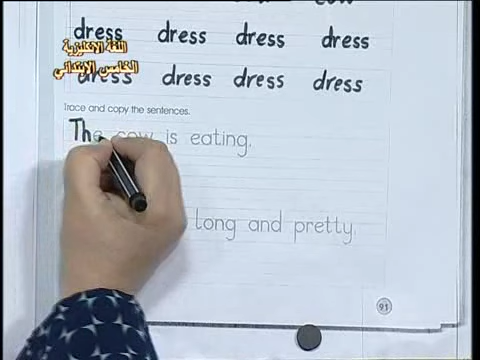 dress dress dress dress
اللغة الانكليزية
الخامس الابتدائي
dress dress dress dress
Trace and copy the sentences.
The cow is eating.
long and pretty.
91